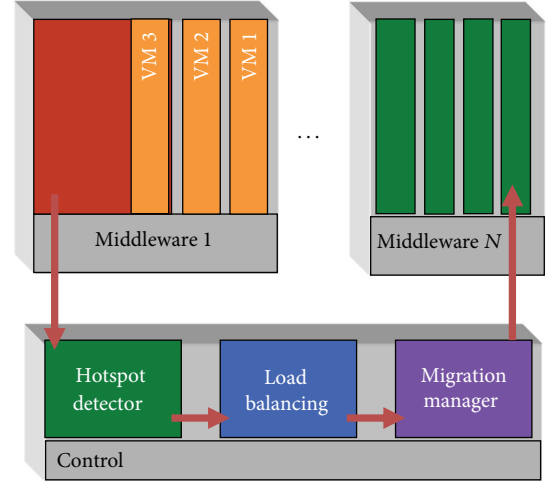 VM 3
VM 2
VM 1
...
Middleware 1
Middleware N
Hotspot
detector
Load
balancing
Migration
manager
Control